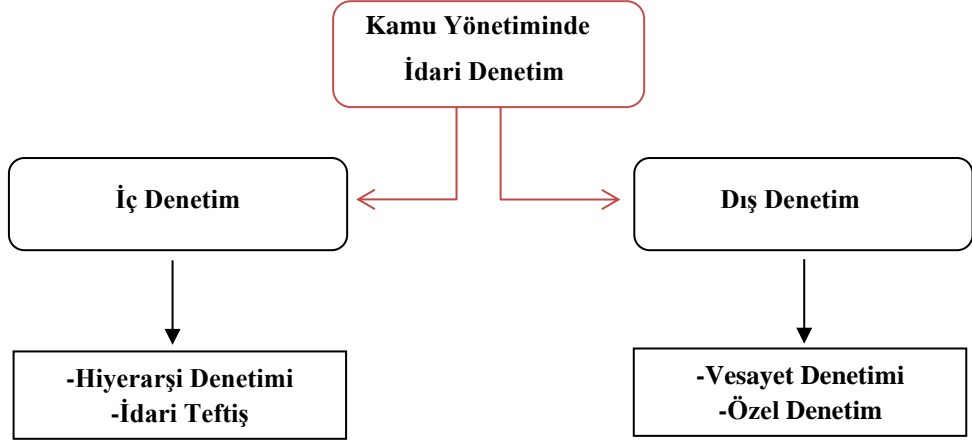 Kamu Yönetiminde
İdari Denetim
İç Denetim
Dış Denetim
-Hiyerarşi Denetimi
-İdari Teftiş
-Vesayet Denetimi
-Özel Denetim